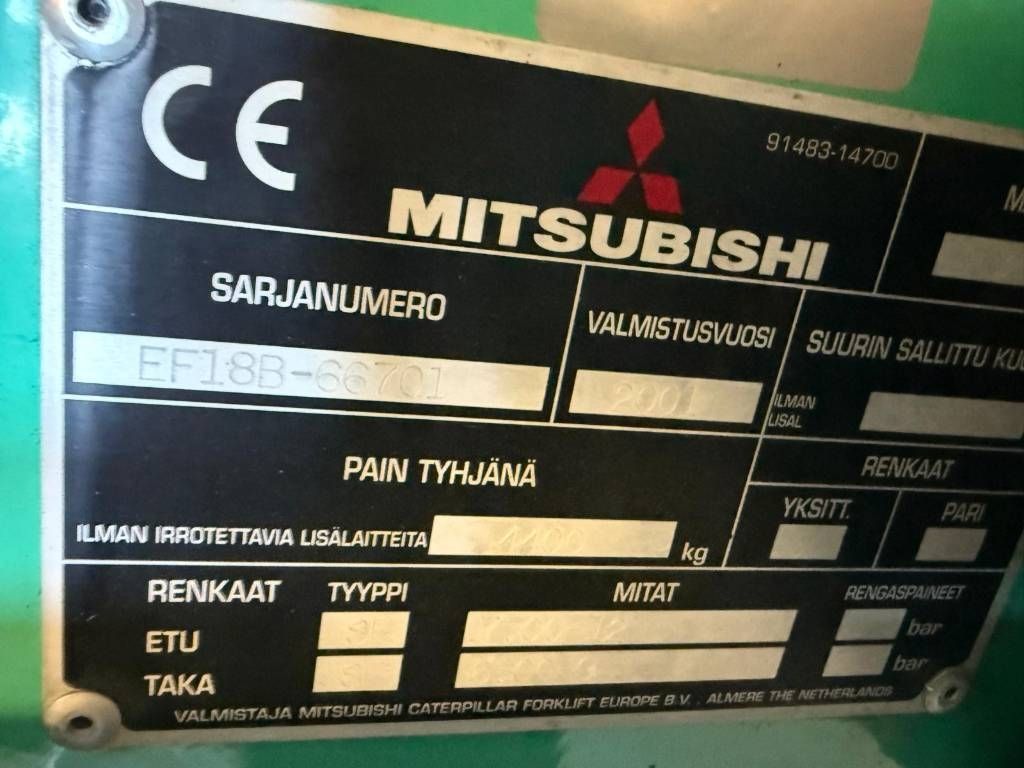 CE
91483-14700
MITSUBISHI
SARJANUMERO
EF18B-66701
VALMISTUSVUOSI
2001
SUURIN SALLITTU
ILMAN
LISAL
PAIN TYHJÄNÄ
ILMAN IRROTETTAVIA LISÄLAITTEITA
kg
RENKAAT
YKSITT.
PARI
RENKAAT
TYYPPI
MITAT
RENGASPAINEET
ETU
bar
TAKA
bar
VALMISTAJA MITSUBISHI CATERPILLAR FORKLIFT EUROPE B.V. . ALMERE THE NETHERLANDS